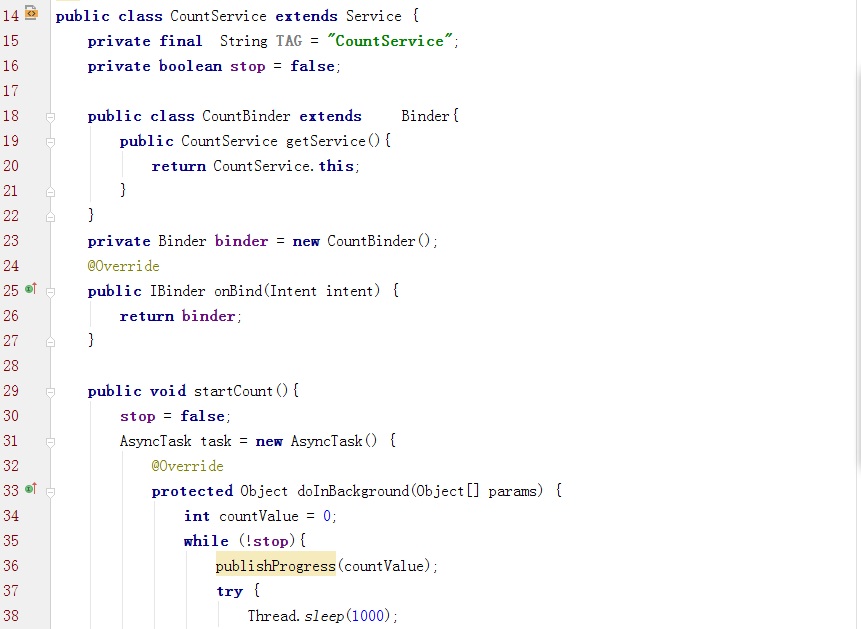 14 public class CountService extends Service {
15     private final  String TAG = "CountService";
16     private boolean stop = false;
17
18     public class CountBinder extends     Binder{
19         public CountService getService(){
20             return CountService.this;
21         }
22     }
23     private Binder binder = new CountBinder();
24     @Override
25     public IBinder onBind(Intent intent) {
26         return binder;
27     }
28
29     public void startCount(){
30         stop = false;
31         AsyncTask task = new AsyncTask() {
32             @Override
33             protected Object doInBackground(Object[] params) {
34                 int countValue = 0;
35                 while (!stop){
36                     publishProgress(countValue);
37                     try {
38                         Thread.sleep(1000);